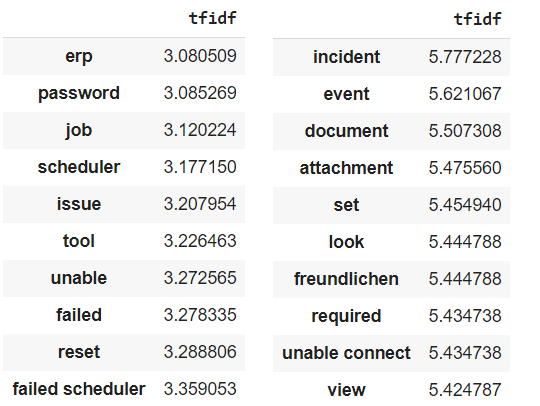 tfidf
erp 3.080509
password 3.085269
job 3.120224
scheduler 3.177150
issue 3.207954
tool 3.226463
unable 3.272565
failed 3.278335
reset 3.288806
failed scheduler 3.359053
tfidf
incident 5.777228
event 5.621067
document 5.507308
attachment 5.475560
set 5.454940
look 5.444788
freundlichen 5.444788
required 5.434738
unable connect 5.434738
view 5.424787